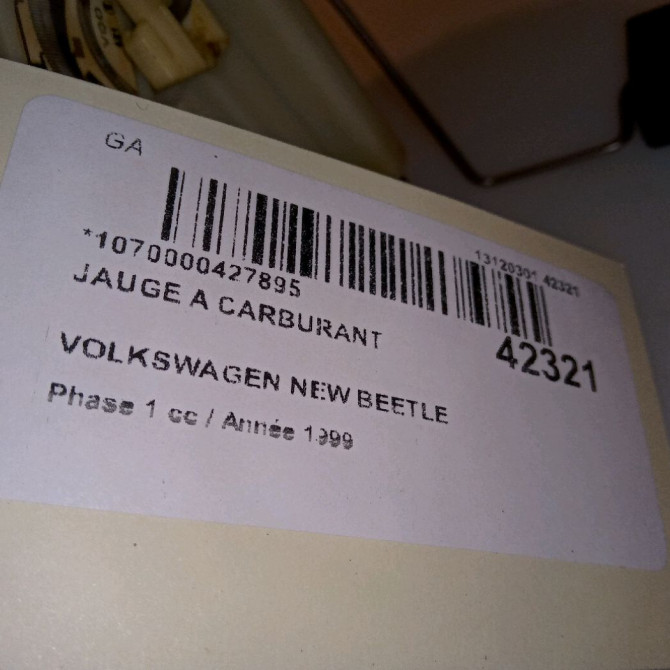 GA
*1070000427895
13120301 42321
JAUGE A CARBURANT
42321
VOLKSWAGEN NEW BEETLE
Phase 1 cc / Année 1999